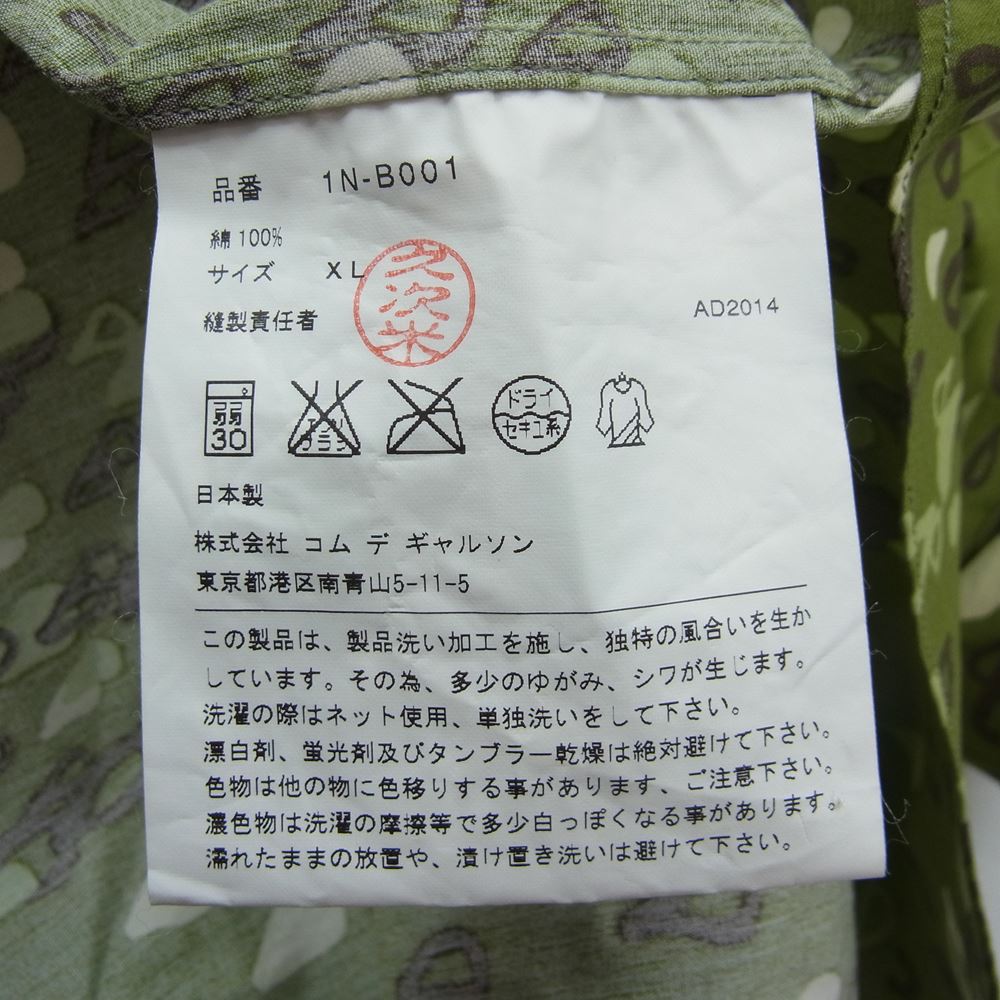 品番 1N-B001
綿 100%
サイズ XL
縫製責任者
AD2014
弱
30
エンソ
サラシ
ドライ
セキユ系
日本製
株式会社 コム デ ギャルソン
東京都港区南青山5-11-5
この製品は、製品洗い加工を施し、独特の風合いを生か
しています。その為、多少のゆがみ、シワが生じます。
洗濯の際はネット使用、単独洗いをして下さい。
漂白剤、蛍光剤及びタンブラー乾燥は絶対避けて下さい。
色物は他の物に色移りする事があります、ご注意下さい。
濃色物は洗濯の摩擦等で多少白っぽくなる事があります。
濡れたままの放置や、漬け置き洗いは避けて下さい。